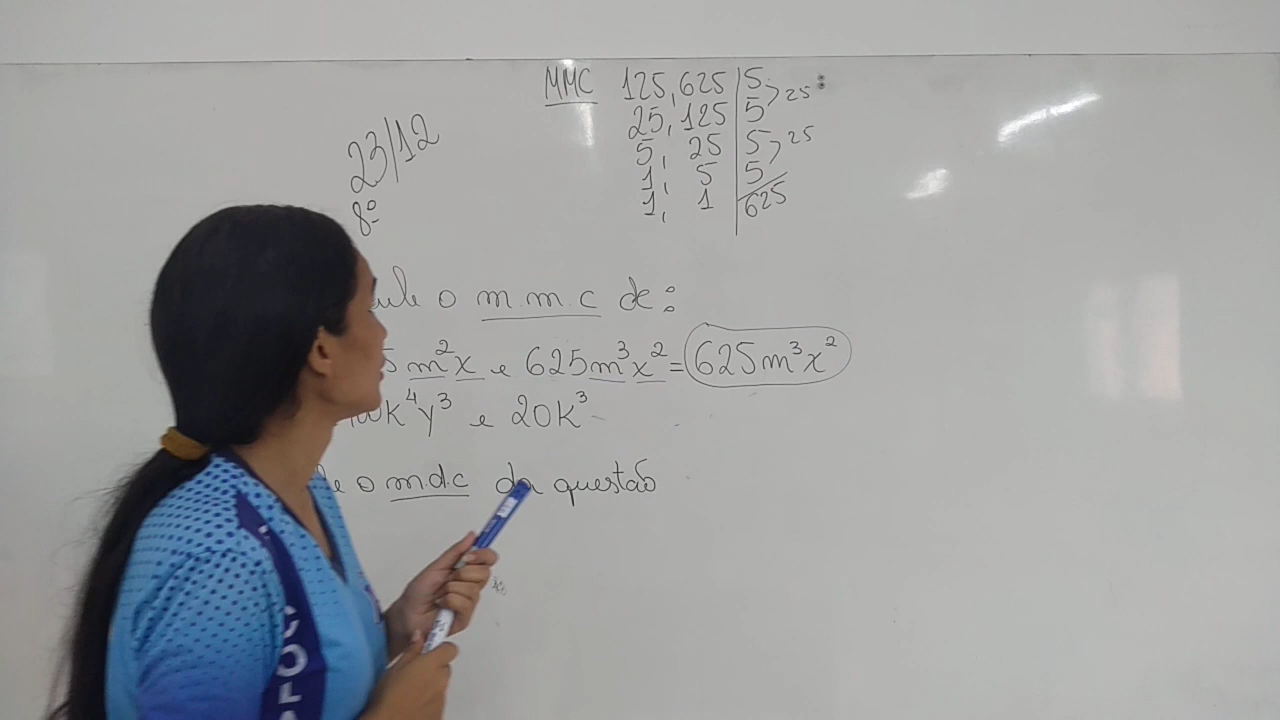 MMC 125, 625 | 5 > 25
25, 125 | 5
5, 25 | 5 > 25
1, 5 | 5
1, 1 | 625
23/12
8º
o m.m.c de:
m²x e 625m³x² = 625m³x²
K⁴y³ e 20K³
o m.d.c da questão
COL